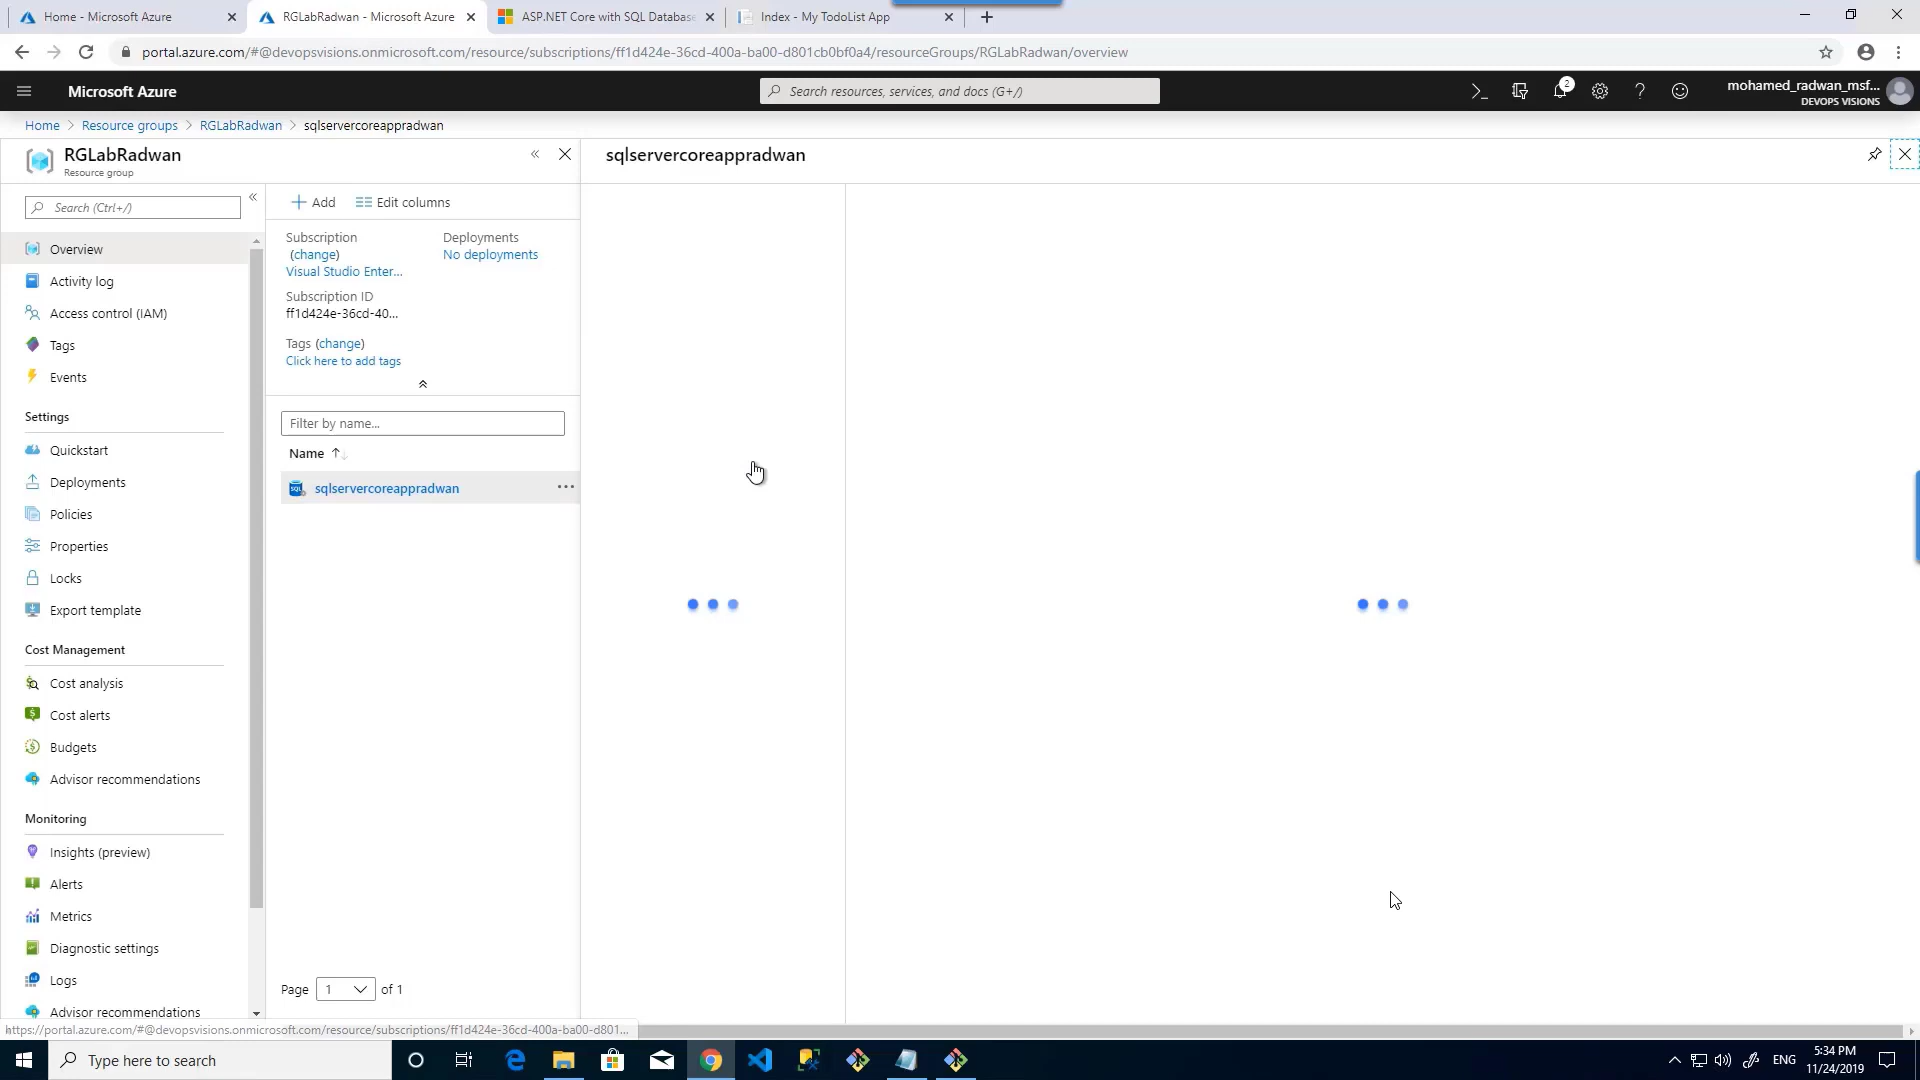 Home - Microsoft Azure
RGLabRadwan - Microsoft Azure
ASP.NET Core with SQL Database
Index - My TodoList App
portal.azure.com/#@devopsvisions.onmicrosoft.com/resource/subscriptions/ff1d424e-36cd-400a-ba00-d801cb0bf0a4/resourceGroups/RGLabRadwan/overview
Microsoft Azure
Search resources, services, and docs (G+/)
2
mohamed_radwan_msf...
DEVOPS VISIONS
Home > Resource groups > RGLabRadwan > sqlservercoreappradwan
RGLabRadwan
Resource group
sqlservercoreappradwan
Search (Ctrl+/)
Overview
Activity log
Access control (IAM)
Tags
Events
Settings
Quickstart
Deployments
Policies
Properties
Locks
Export template
Cost Management
Cost analysis
Cost alerts
Budgets
Advisor recommendations
Monitoring
Insights (preview)
Alerts
Metrics
Diagnostic settings
Logs
Advisor recommendations
Add
Edit columns
Subscription
(change)
Visual Studio Enter...
Deployments
No deployments
Subscription ID
ff1d424e-36cd-40...
Tags (change)
Click here to add tags
Filter by name...
Name
SQL
sqlservercoreappradwan
Page 1 of 1
https://portal.azure.com/#@devopsvisions.onmicrosoft.com/resource/subscriptions/ff1d424e-36cd-400a-ba00-d801...
Type here to search
ENG
5:34 PM
11/24/2019